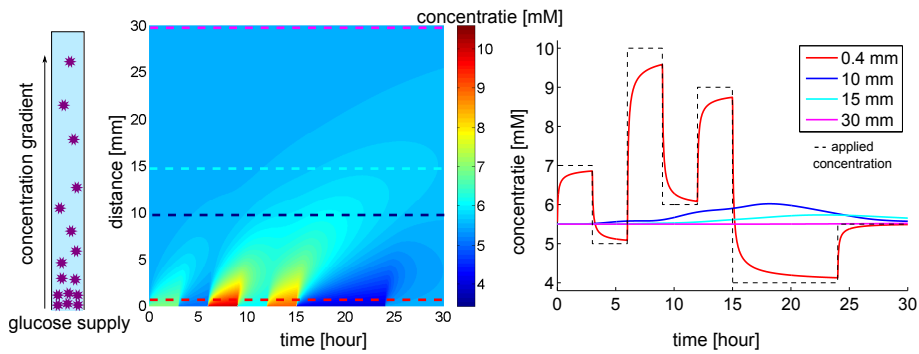 concentration gradient
glucose supply
concentratie [mM]
distance [mm]
30
25
20
15
10
5
0
0 5 10 15 20 25 30
time [hour]
10
9
8
7
6
5
4
concentratie [mM]
10
9
8
7
6
5
4
0 5 10 15 20 25 30
time [hour]
0.4 mm
10 mm
15 mm
30 mm
applied
concentration